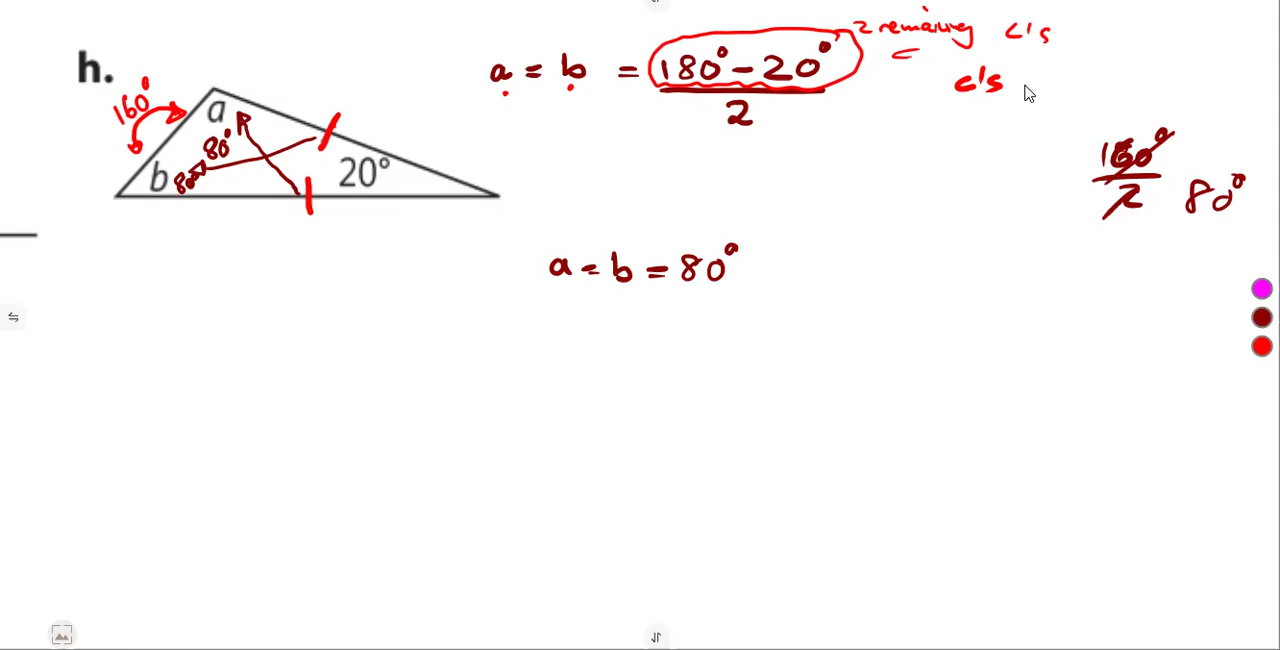 h.
a = b = 180° - 20° / 2
2 remaining <'s
=
<'s
160°
a
80°
b 80°
20°
160° / 2 80°
a = b = 80°